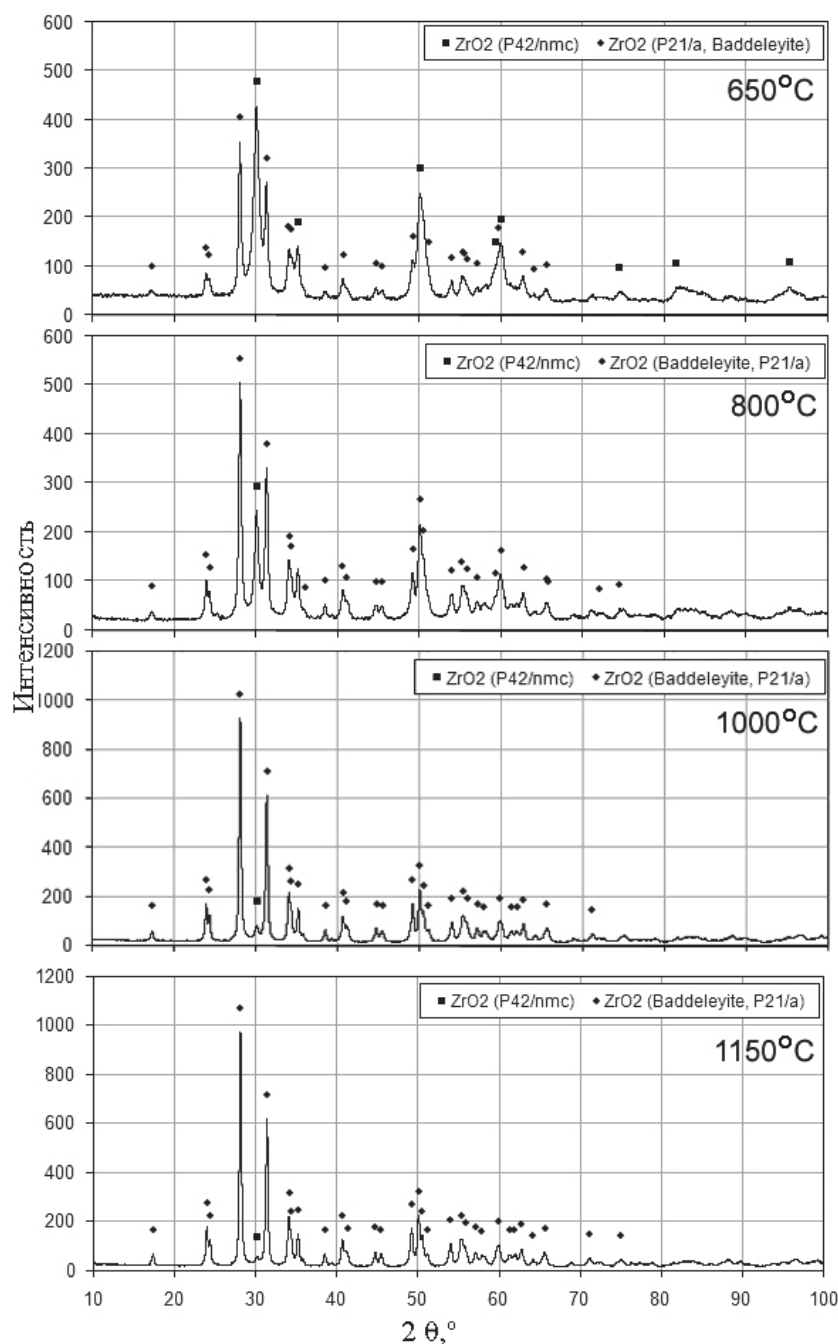 600
■ ZrO2 (P42/nmc) ◆ ZrO2 (P21/a, Baddeleyite)
650°C
500
400
300
200
100
0
600
■ ZrO2 (P42/nmc) ◆ ZrO2 (Baddeleyite, P21/a)
800°C
500
400
300
200
100
0
Интенсивность
1200
■ ZrO2 (P42/nmc) ◆ ZrO2 (Baddeleyite, P21/a)
1000°C
1000
800
600
400
200
0
1200
■ ZrO2 (P42/nmc) ◆ ZrO2 (Baddeleyite, P21/a)
1150°C
1000
800
600
400
200
0
10 20 30 40 50 60 70 80 90 100
2 θ,°